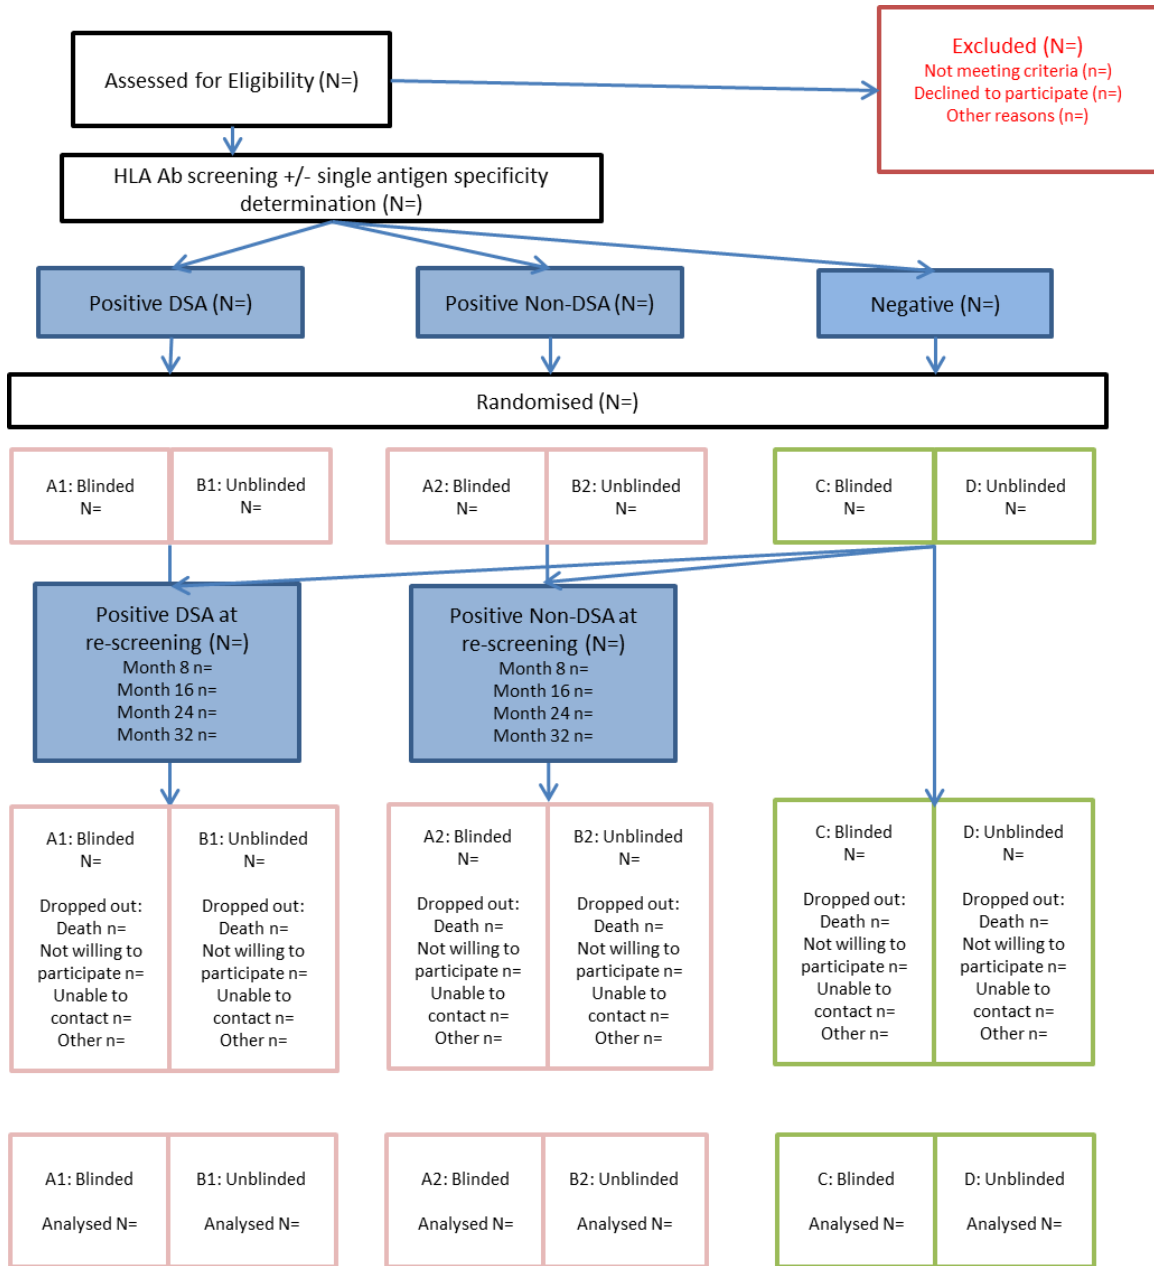 Assessed for Eligibility (N=)
Excluded (N=)
Not meeting criteria (n=)
Declined to participate (n=)
Other reasons (n=)
HLA Ab screening +/- single antigen specificity
determination (N=)
Positive DSA (N=)
Positive Non-DSA (N=)
Negative (N=)
Randomised (N=)
A1: Blinded
N=
B1: Unblinded
N=
A2: Blinded
N=
B2: Unblinded
N=
C: Blinded
N=
D: Unblinded
N=
Positive DSA at
re-screening (N=)
Month 8 n=
Month 16 n=
Month 24 n=
Month 32 n=
Positive Non-DSA at
re-screening (N=)
Month 8 n=
Month 16 n=
Month 24 n=
Month 32 n=
A1: Blinded
N=
Dropped out:
Death n=
Not willing to
participate n=
Unable to
contact n=
Other n=
B1: Unblinded
N=
Dropped out:
Death n=
Not willing to
participate n=
Unable to
contact n=
Other n=
A2: Blinded
N=
Dropped out:
Death n=
Not willing to
participate n=
Unable to
contact n=
Other n=
B2: Unblinded
N=
Dropped out:
Death n=
Not willing to
participate n=
Unable to
contact n=
Other n=
C: Blinded
N=
Dropped out:
Death n=
Not willing to
participate n=
Unable to
contact n=
Other n=
D: Unblinded
N=
Dropped out:
Death n=
Not willing to
participate n=
Unable to
contact n=
Other n=
A1: Blinded
Analysed N=
B1: Unblinded
Analysed N=
A2: Blinded
Analysed N=
B2: Unblinded
Analysed N=
C: Blinded
Analysed N=
D: Unblinded
Analysed N=